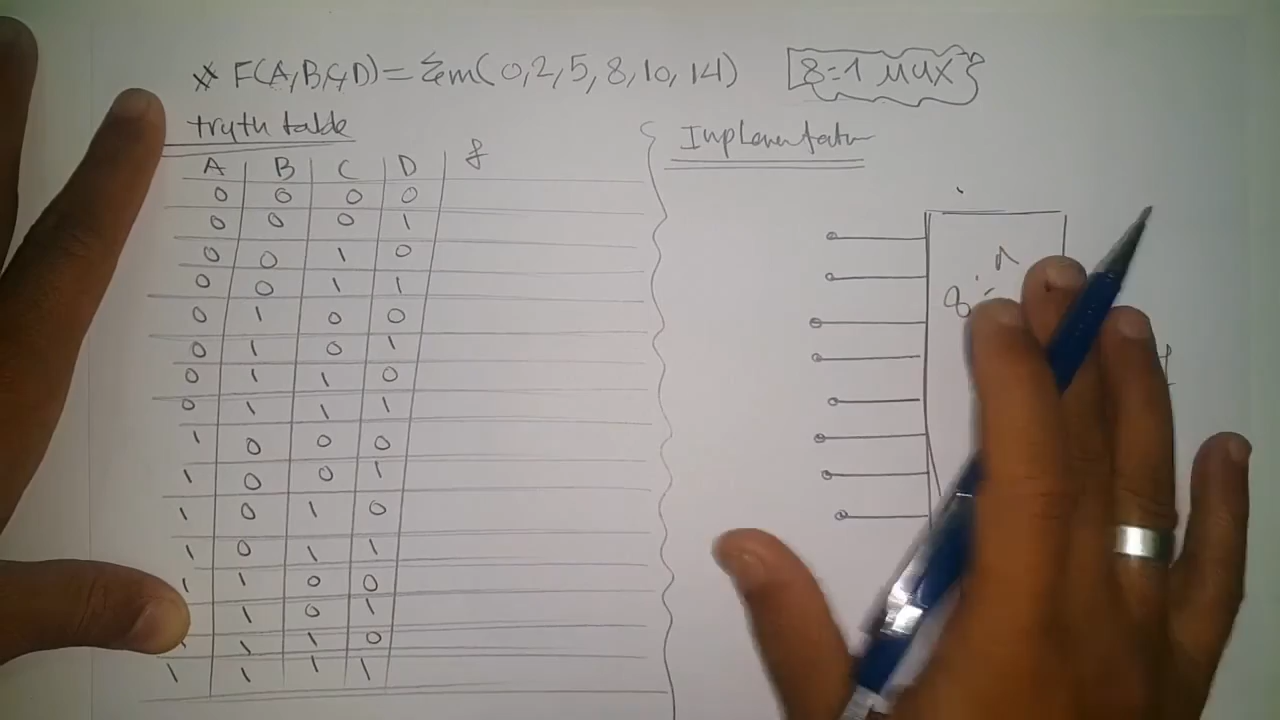 * F(A,B,C,D) = Σm(0,2,5,8,10,14) 8=1 MUX
tryth table
Implementation
A B C D f
0 0 0 0
0 0 0 1
0 0 1 0
0 0 1 1
0 1 0 0
0 1 0 1
0 1 1 0
0 1 1 1
1 0 0 0
1 0 0 1
1 0 1 0
1 0 1 1
1 1 0 0
1 1 0 1
1 1 1 0
1 1 1 1
8